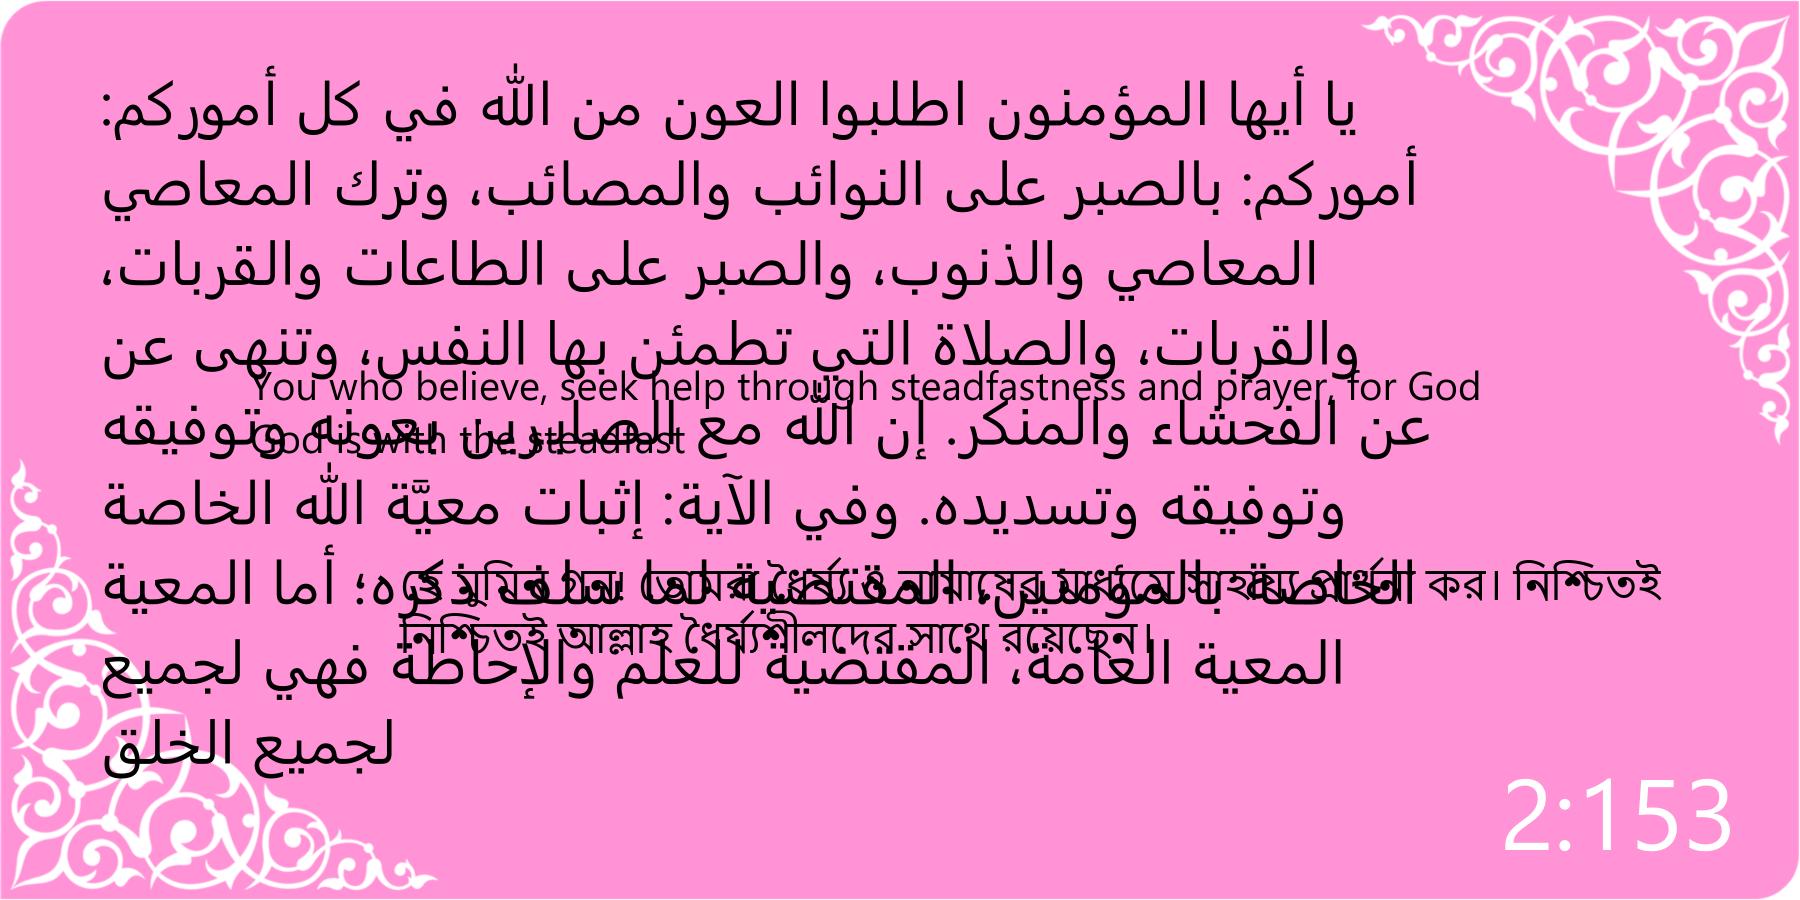 يا أيها المؤمنون اطلبوا العون من الله في كل أموركم:
أموركم: بالصبر على النوائب والمصائب، وترك المعاصي
المعاصي والذنوب، والصبر على الطاعات والقربات،
والقربات، والصلاة التي تطمئن بها النفس، وتنهى عن
You who believe, seek help through steadfastness and prayer, for God
عن الفحشاء والمنكر. إن الله مع الصابرين بعونه وتوفيقه
God is with the steadfast
وتوفيقه وتسديده. وفي الآية: إثبات معيَّة الله الخاصة
الخاصة بالمؤمنين، المقتضية لما سلف ذكره؛ أما المعية
হে মুমিন গন! তোমরা ধৈর্য্য ও নামাযের মাধ্যমে সাহায্য প্রার্থনা কর। নিশ্চিতই
নিশ্চিতই আল্লাহ ধৈর্য্যশীলদের সাথে রয়েছেন।
المعية العامة، المقتضية للعلم والإحاطة فهي لجميع
لجميع الخلق
2:153